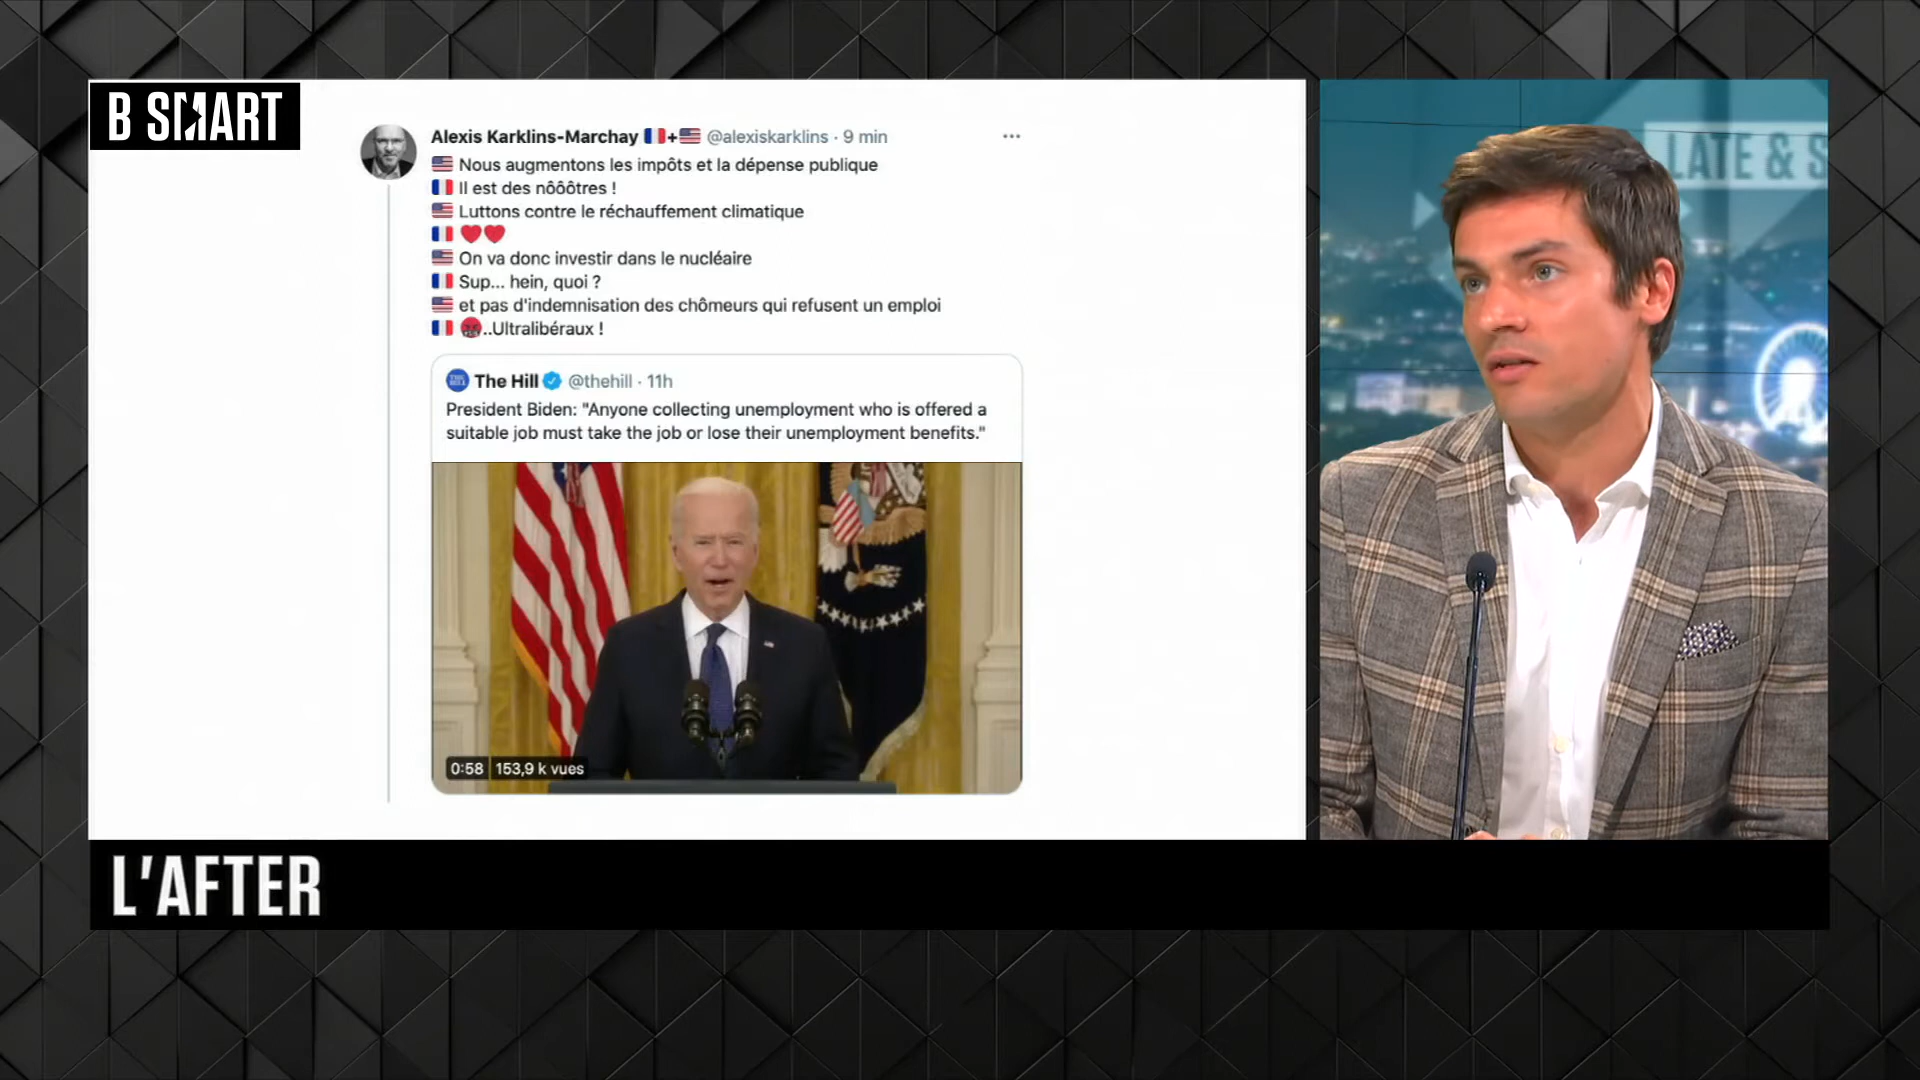 B SMART
Alexis Karklins-Marchay 🇫🇷+🇺🇸 @alexiskarklins · 9 min ···
🇺🇸 Nous augmentons les impôts et la dépense publique
🇫🇷 Il est des nôôôtres !
🇺🇸 Luttons contre le réchauffement climatique
🇫🇷 ❤️❤️
🇺🇸 On va donc investir dans le nucléaire
🇫🇷 Sup... hein, quoi ?
🇺🇸 et pas d'indemnisation des chômeurs qui refusent un emploi
🇫🇷 🤬..Ultralibéraux !
THE HILL
The Hill @thehill · 11h
President Biden: "Anyone collecting unemployment who is offered a
suitable job must take the job or lose their unemployment benefits."
0:58 153,9 k vues
LATE & S
L'AFTER